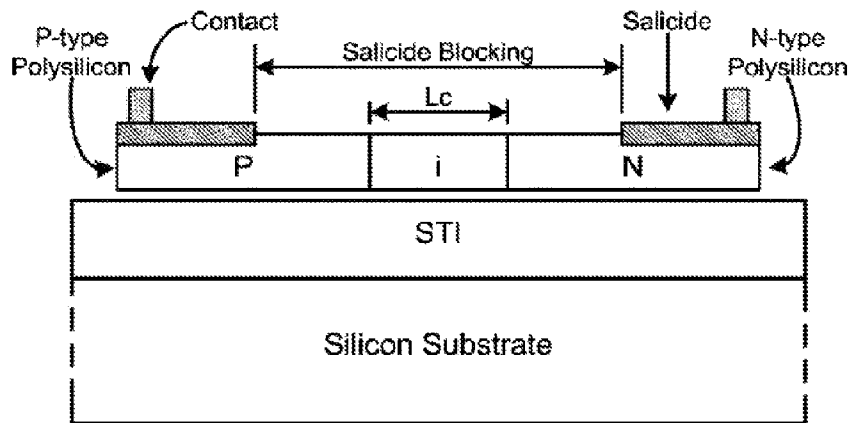 Contact
Salicide
P-type
Polysilicon
Salicide Blocking
N-type
Polysilicon
Lc
P
i
N
STI
Silicon Substrate